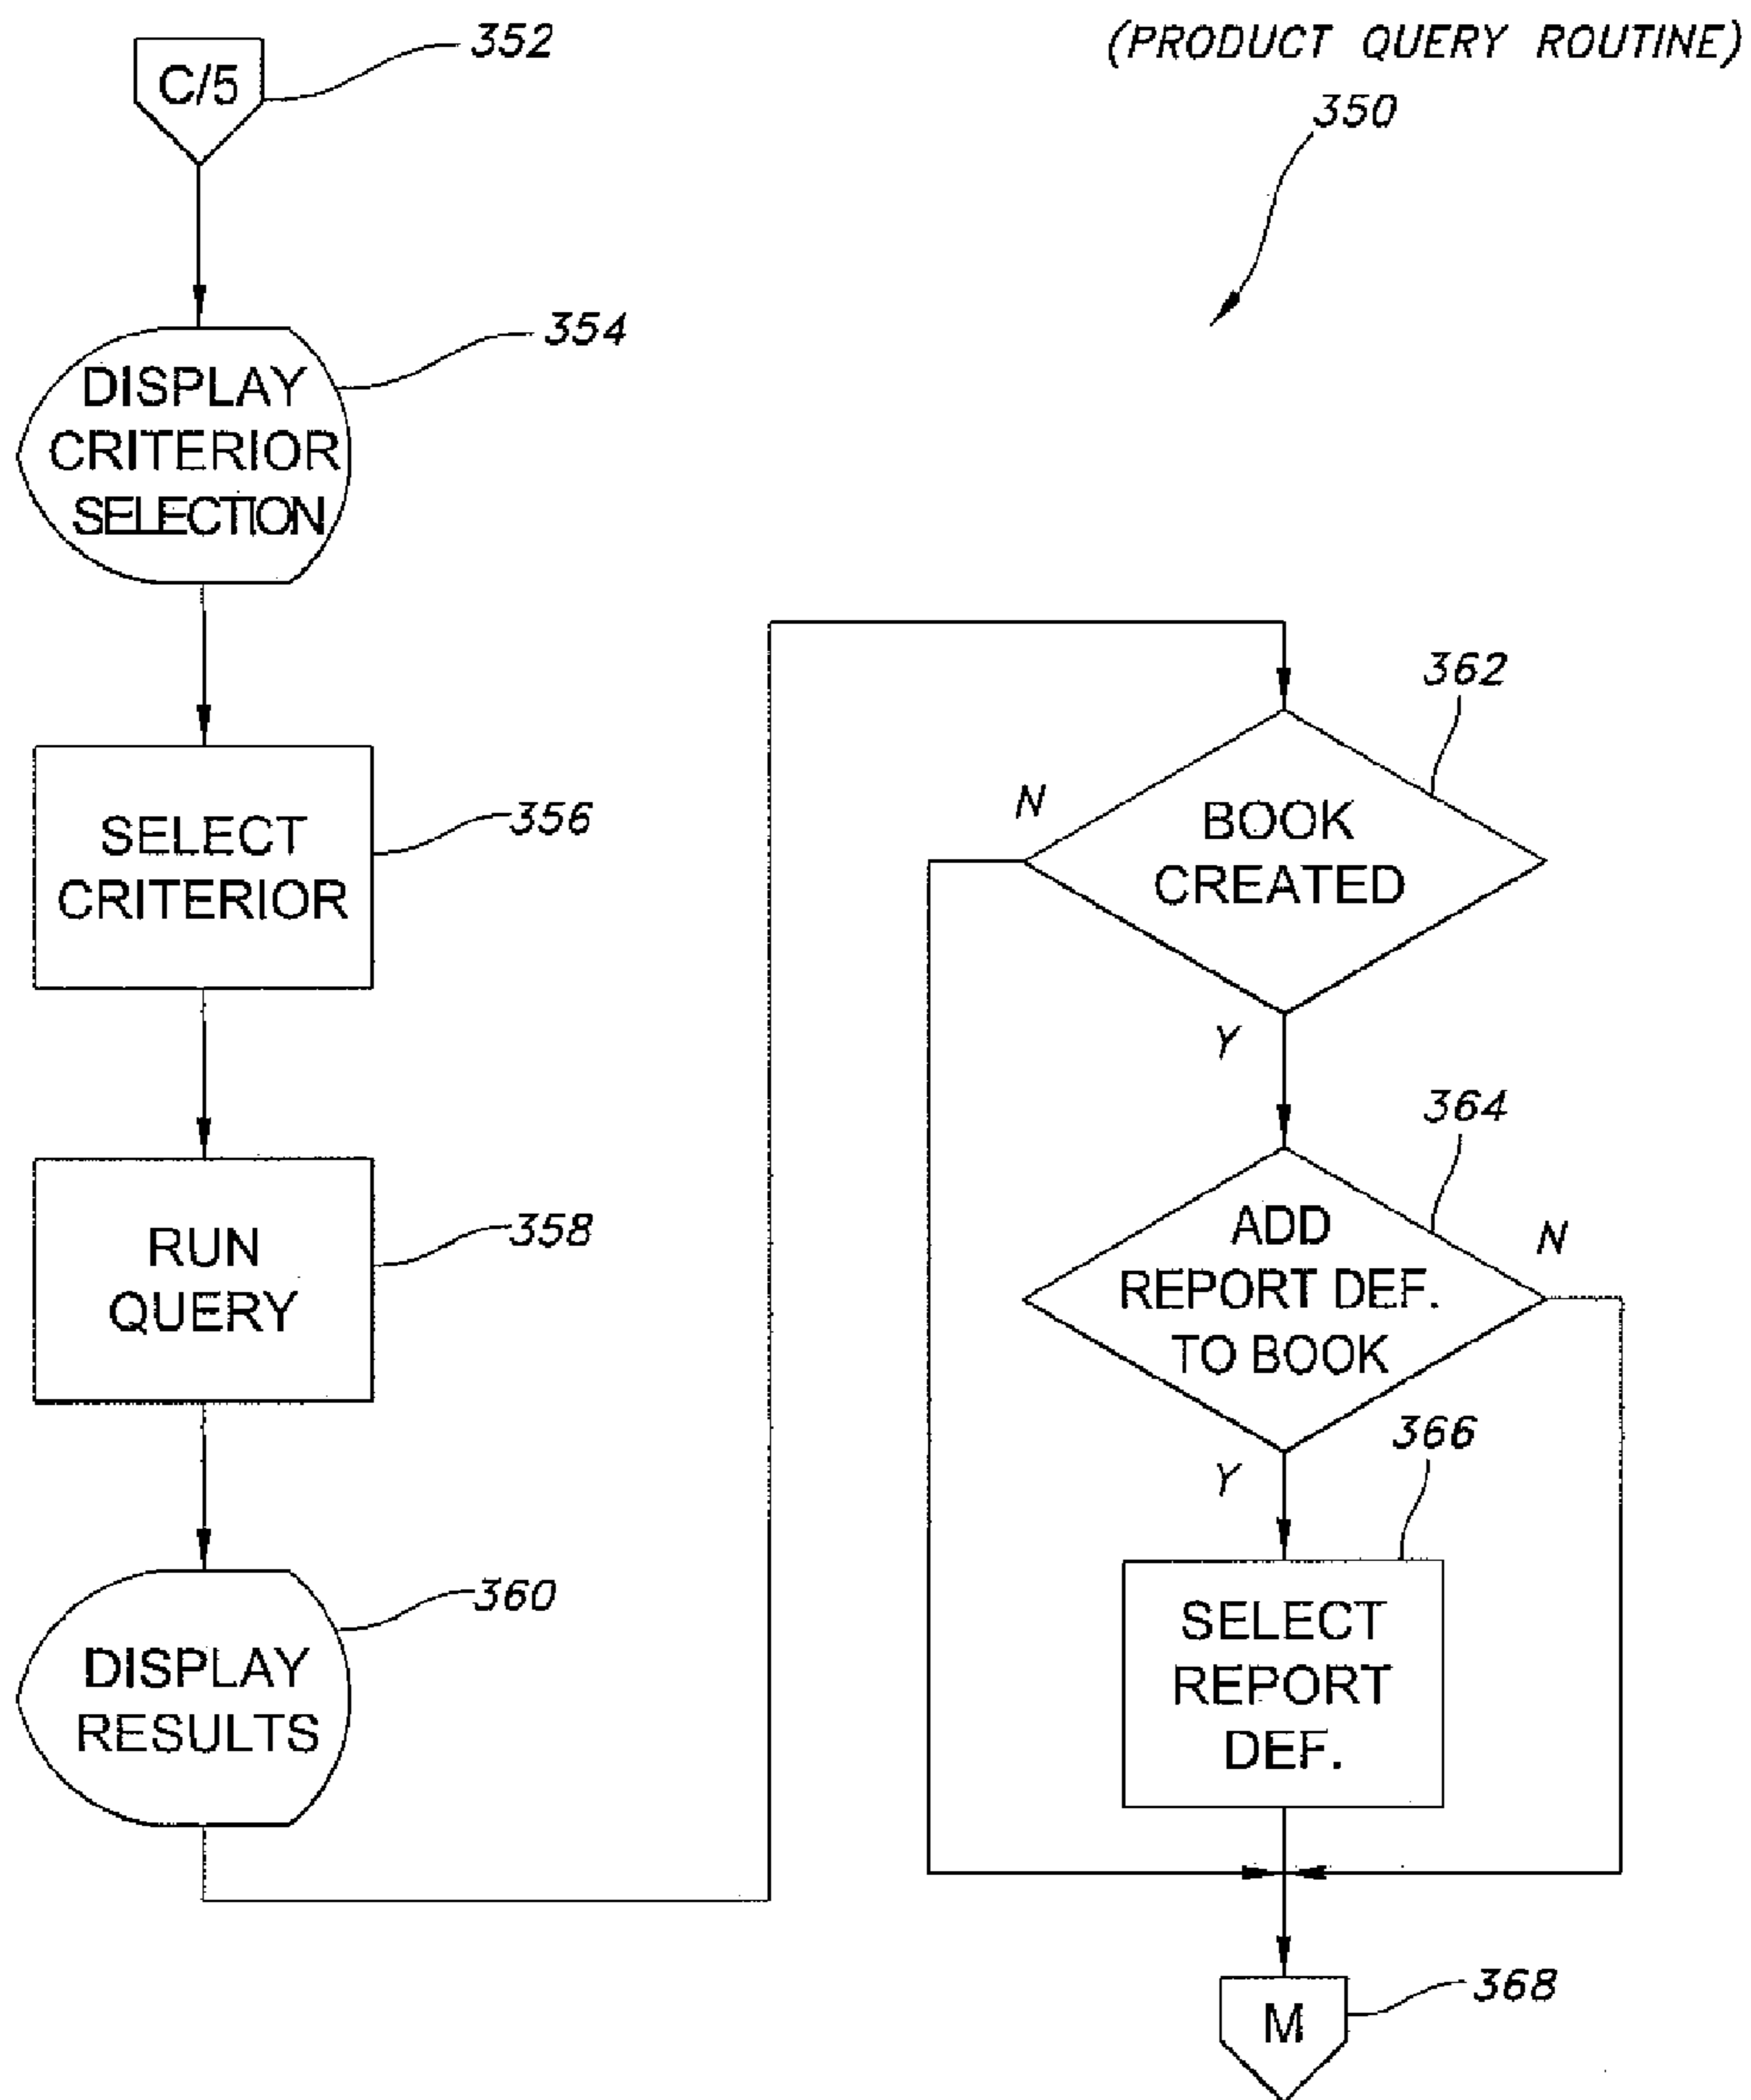 (PRODUCT QUERY ROUTINE)
350
C/5
352
DISPLAY
CRITERIOR
SELECTION
354
SELECT
CRITERIOR
356
RUN
QUERY
358
DISPLAY
RESULTS
360
BOOK
CREATED
362
N
Y
ADD
REPORT DEF.
TO BOOK
364
N
Y
SELECT
REPORT
DEF.
366
M
368